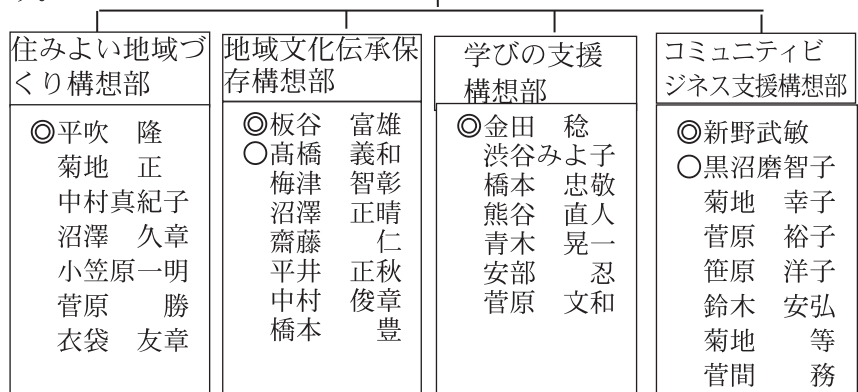 住みよい地域づ
くり構想部
◎平吹　隆
菊地　正
中村真紀子
沼澤　久章
小笠原一明
菅原　勝
衣袋　友章
地域文化伝承保
存構想部
◎板谷　富雄
○髙橋　義和
梅津　智彰
沼澤　正晴
齋藤　仁
平井　正秋
中村　俊章
橋本　豊
学びの支援
構想部
◎金田　稔
渋谷みよ子
橋本　忠敬
熊谷　直人
青木　晃一
安部　忍
菅原　文和
コミュニティビ
ジネス支援構想部
◎新野武敏
○黒沼磨智子
菊地　幸子
菅原　裕子
笹原　洋子
鈴木　安弘
菊地　等
菅間　務